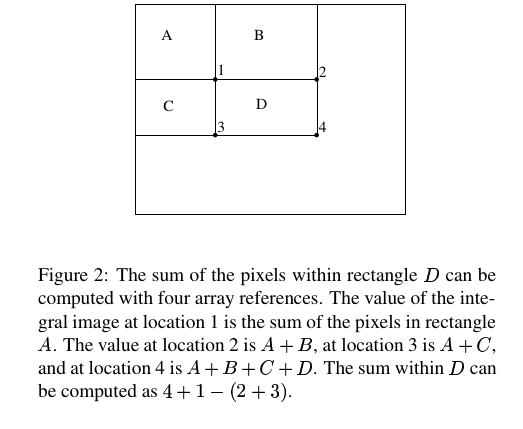 A B
1 2
C D
3 4
Figure 2: The sum of the pixels within rectangle D can be
computed with four array references. The value of the inte-
gral image at location 1 is the sum of the pixels in rectangle
A. The value at location 2 is A + B, at location 3 is A + C,
and at location 4 is A + B + C + D. The sum within D can
be computed as 4 + 1 − (2 + 3).